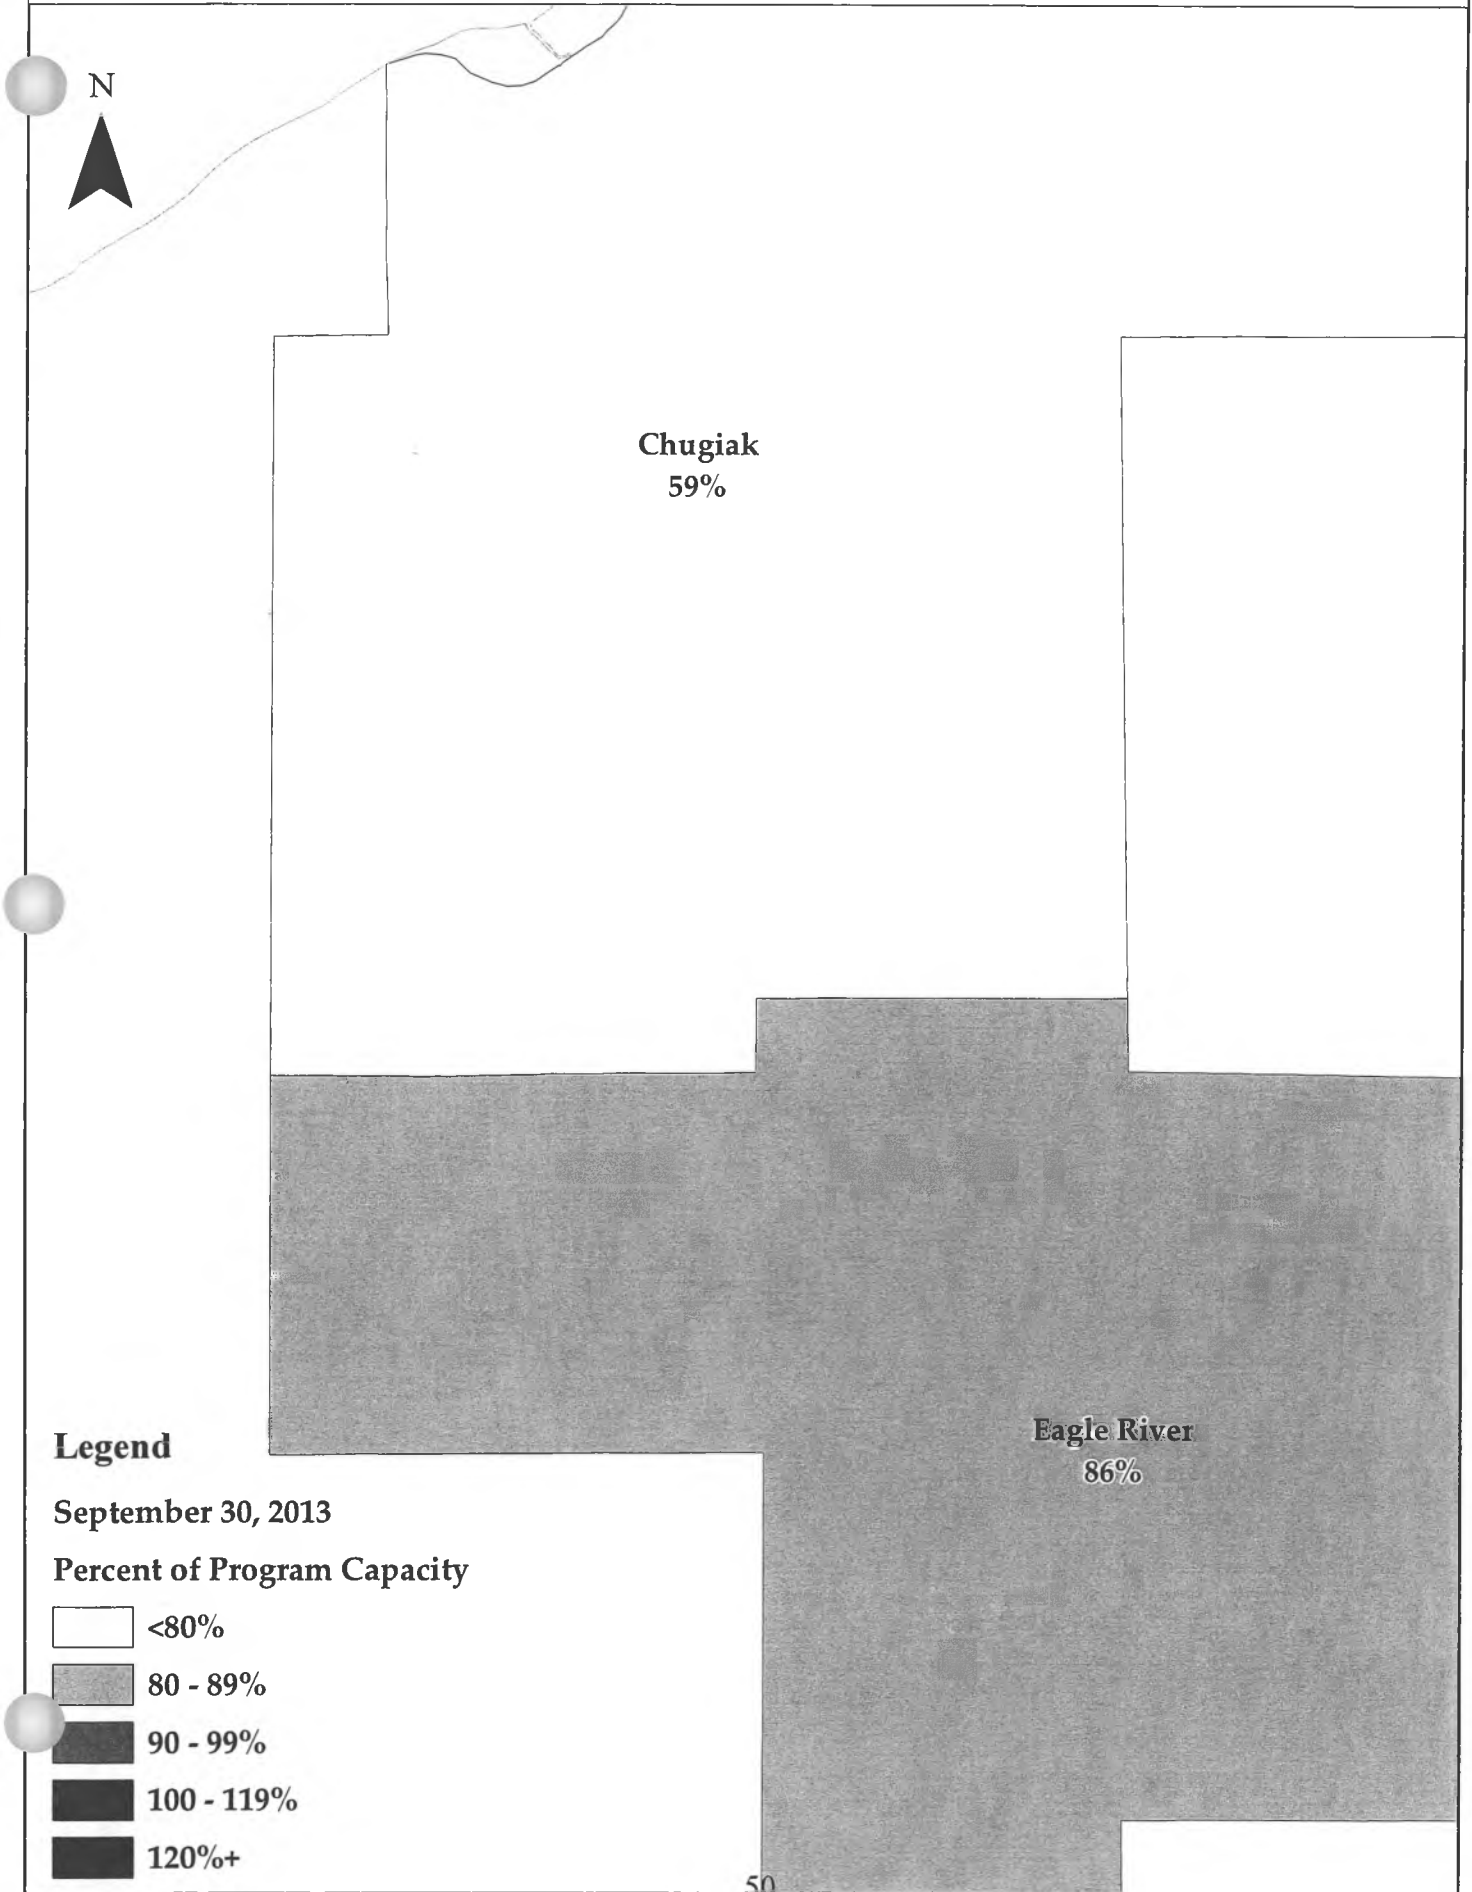 N
Chugiak
59%
Eagle River
86%
Legend
September 30, 2013
Percent of Program Capacity
<80%
80 - 89%
90 - 99%
100 - 119%
120%+
50